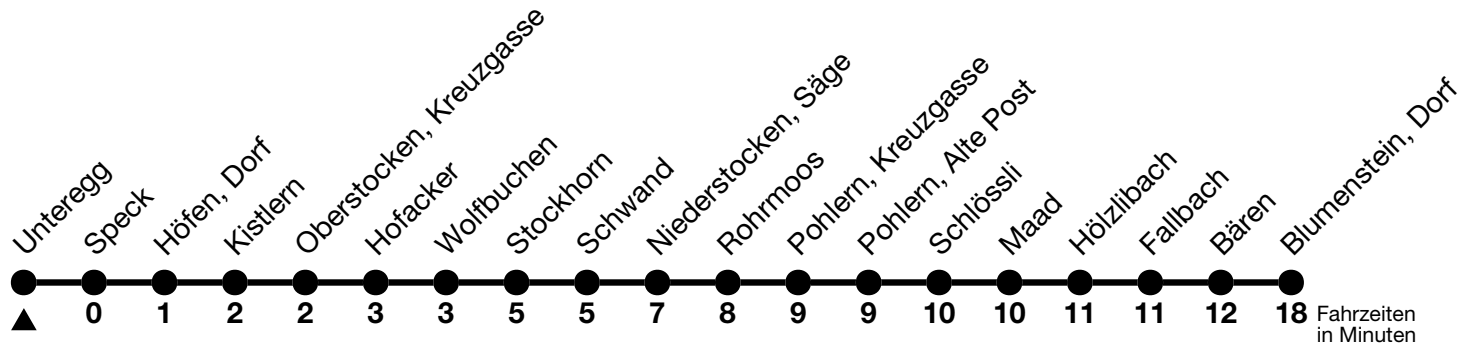 Unteregg
Speck
Höfen, Dorf
Kistlern
Oberstocken, Kreuzgasse
Hofacker
Wolfbuchen
Stockhorn
Schwand
Niederstocken, Säge
Rohrmoos
Pohlern, Kreuzgasse
Pohlern, Alte Post
Schlössli
Maad
Hölzlibach
Fallbach
Bären
Blumenstein, Dorf
0 1 2 2 3 3 5 5 7 8 9 9 10 10 11 11 12 18
Fahrzeiten
in Minuten